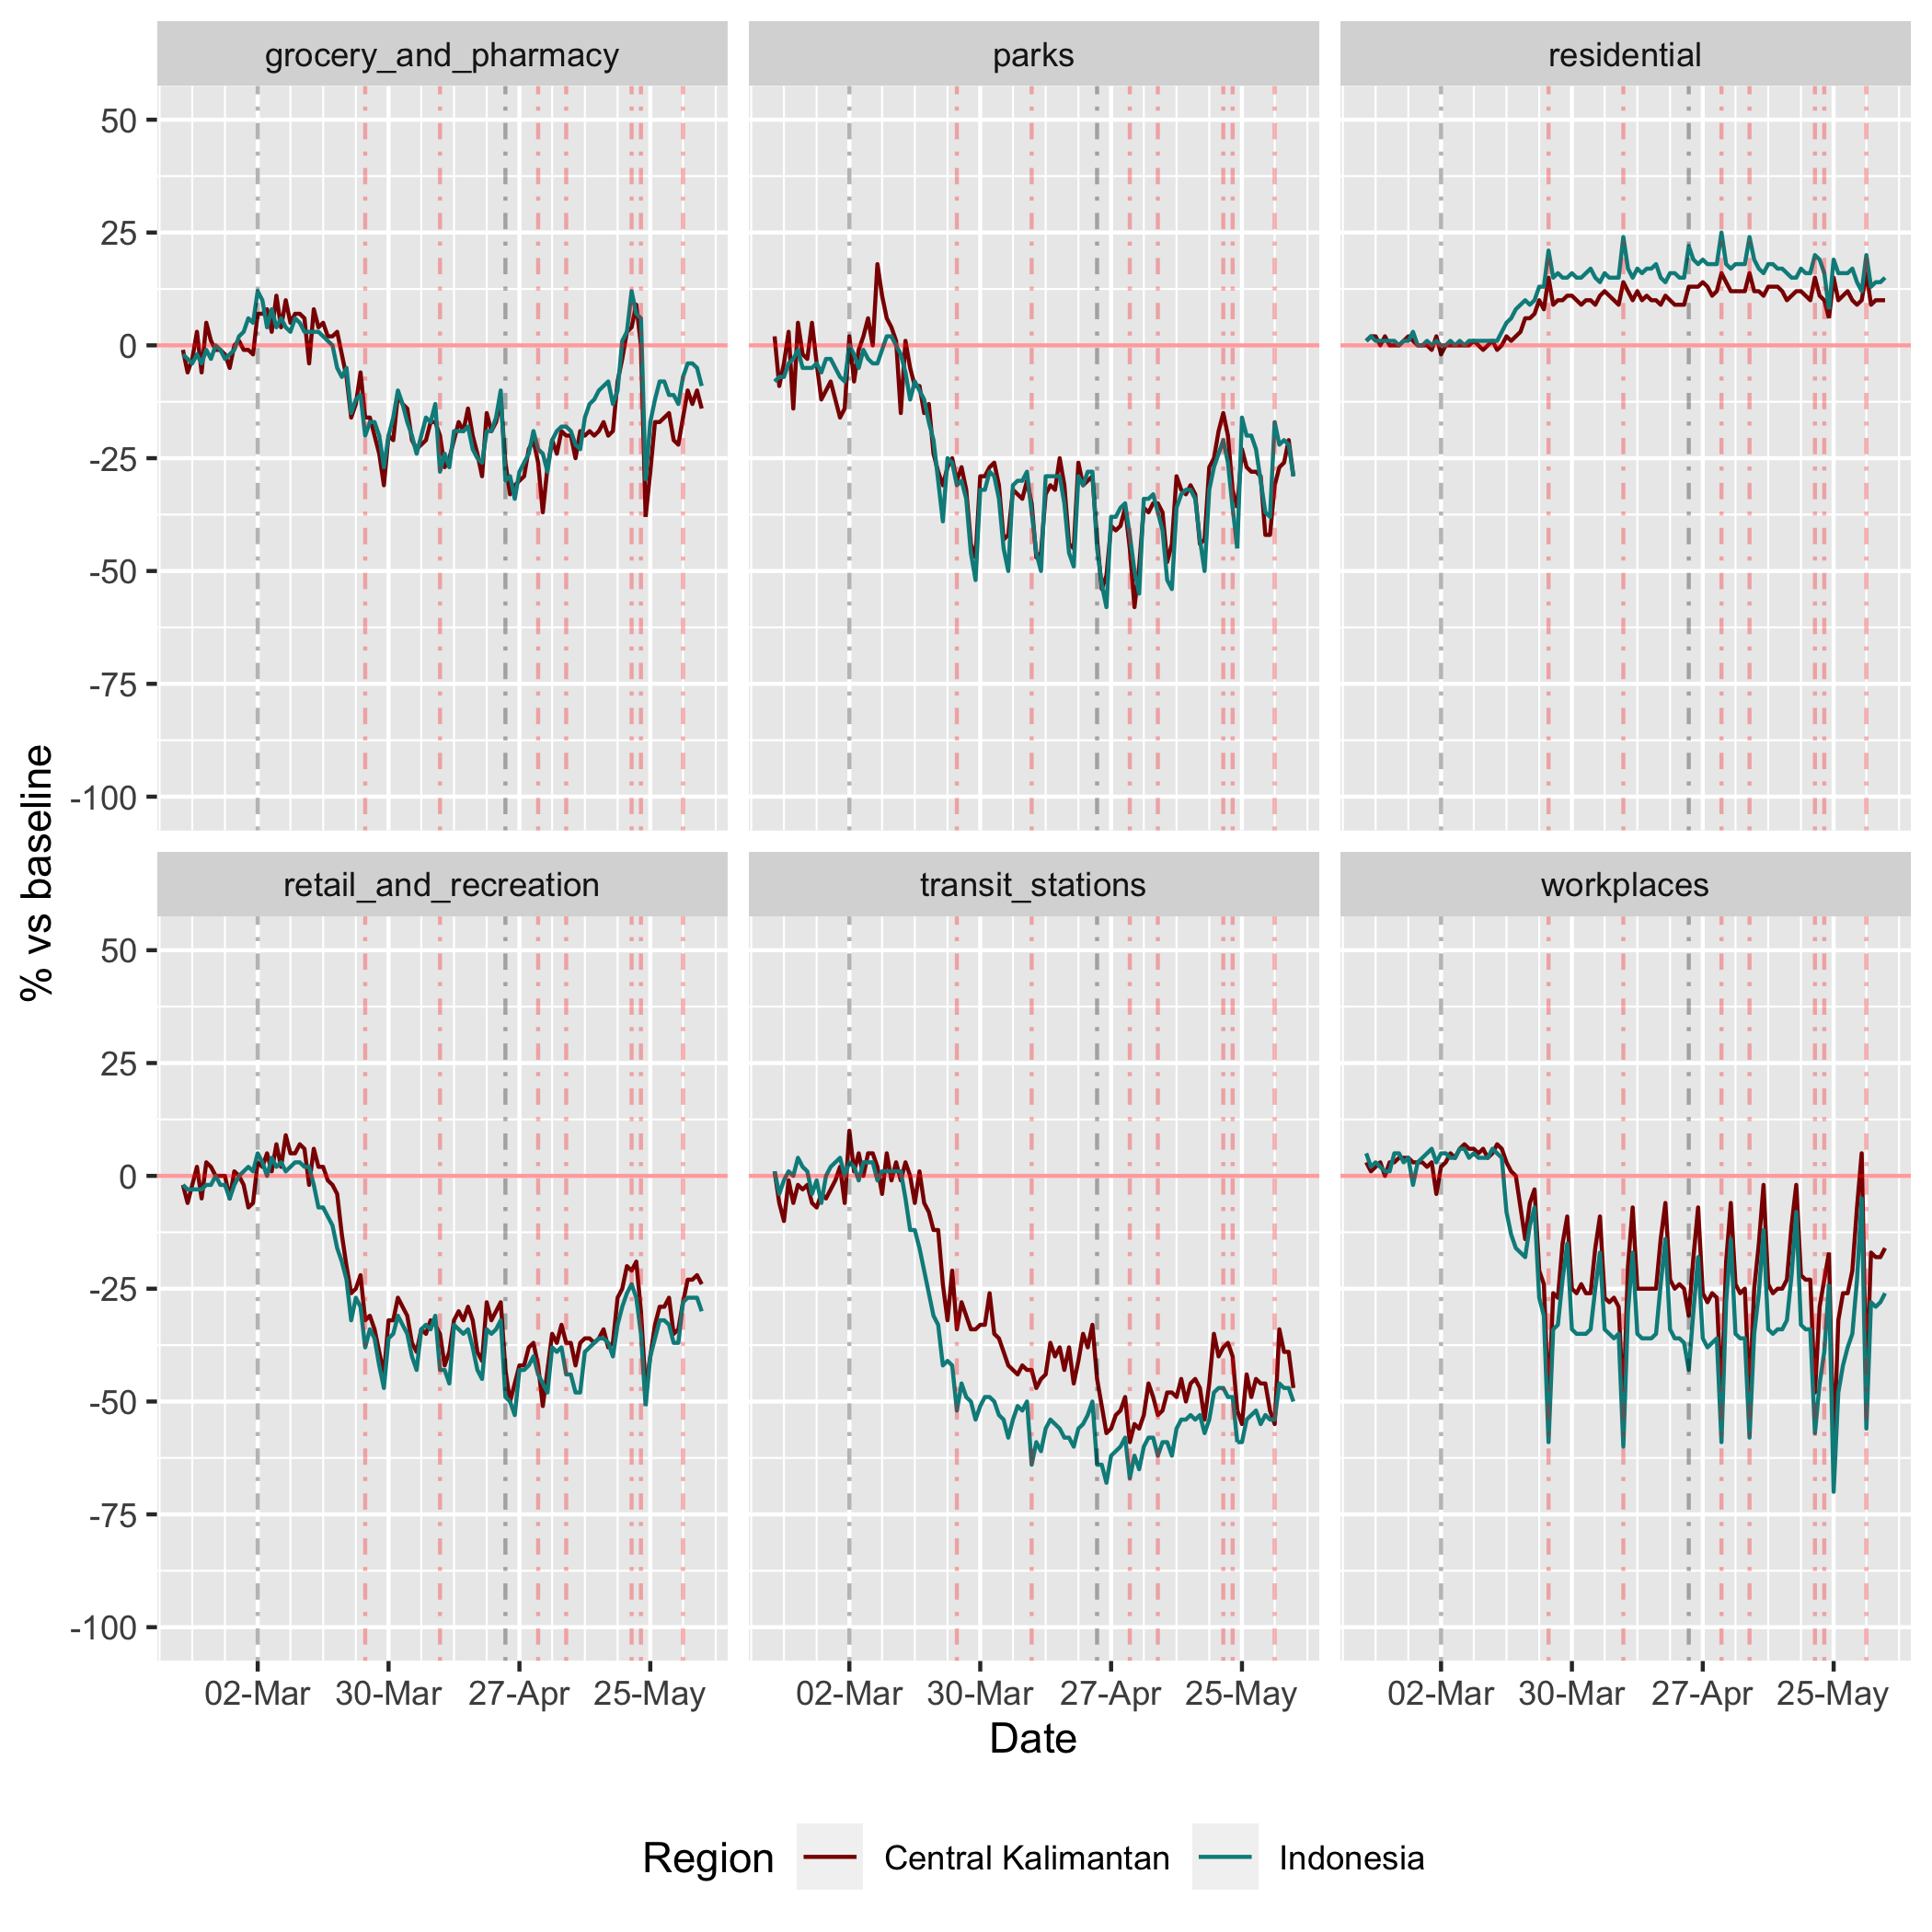 grocery_and_pharmacy
parks
residential
50
25
0
-25
-50
-75
-100
% vs baseline
retail_and_recreation
transit_stations
workplaces
50
25
0
-25
-50
-75
-100
02-Mar 30-Mar 27-Apr 25-May
02-Mar 30-Mar 27-Apr 25-May
02-Mar 30-Mar 27-Apr 25-May
Date
Region Central Kalimantan Indonesia